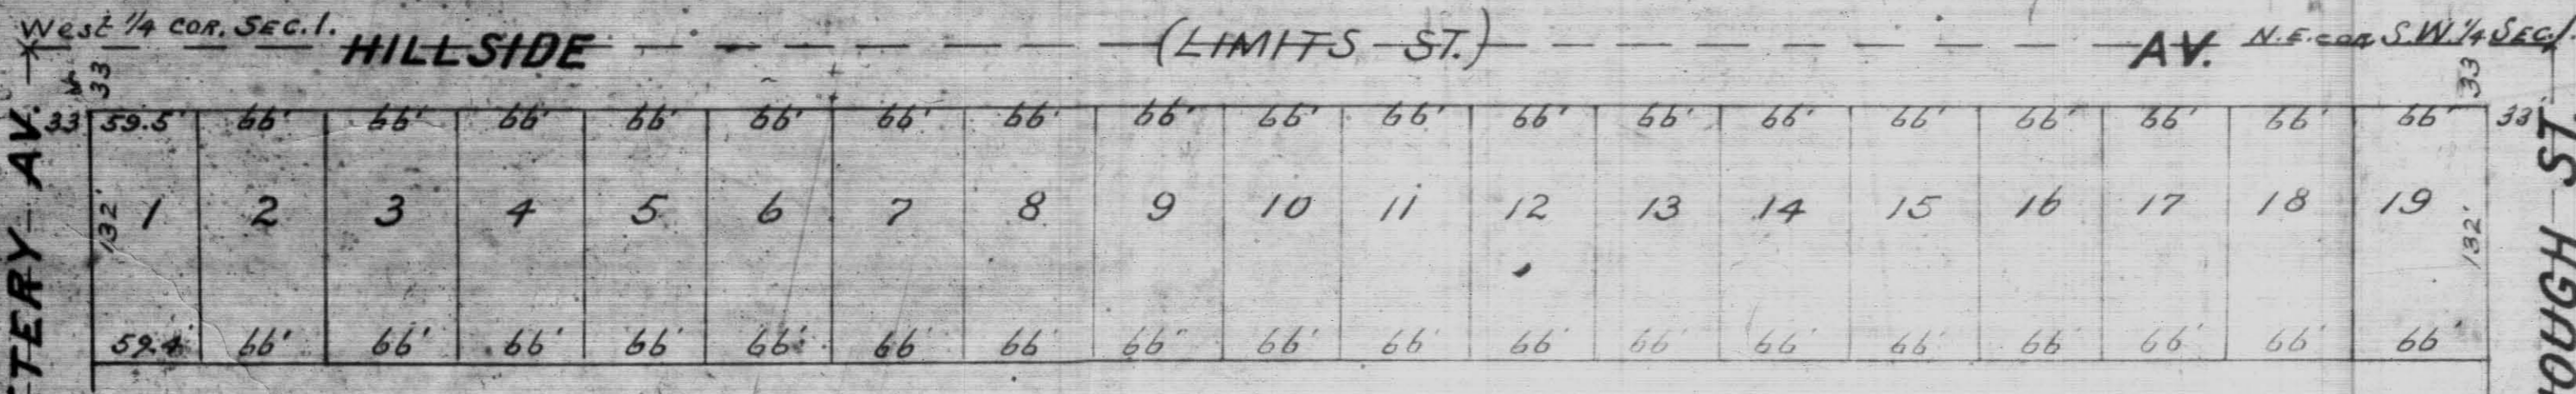 West 1/4 COR. SEC. 1. HILLSIDE (LIMITS ST.) AV. N.E. COR. S.W. 1/4 SEC. 1.
33 33
33' 59.5' 66' 66' 66' 66' 66' 66' 66' 66' 66' 66' 66' 66' 66' 66' 66' 66' 66' 66' 33'
132' 1 2 3 4 5 6 7 8 9 10 11 12 13 14 15 16 17 18 19 132'
59.4' 66' 66' 66' 66' 66' 66' 66' 66' 66' 66' 66' 66' 66' 66' 66' 66' 66' 66'
TERY AV.
OUGH ST.